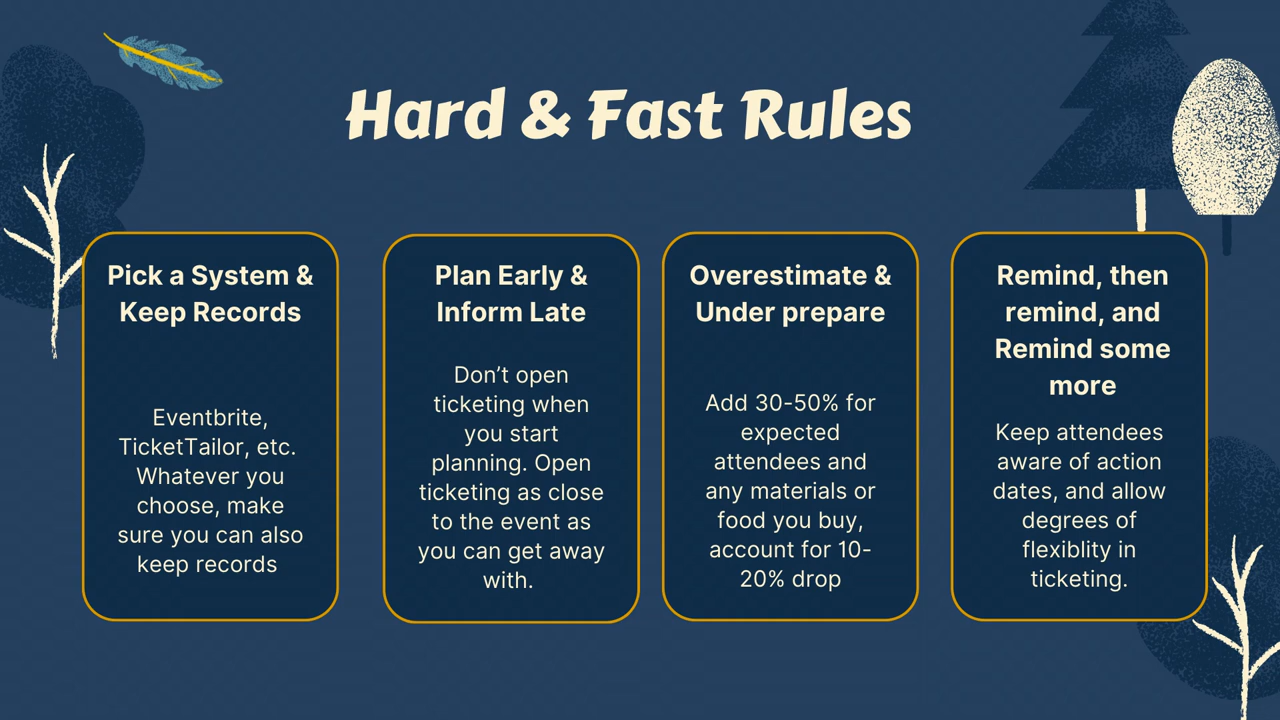 Hard & Fast Rules
Pick a System &
Keep Records
Eventbrite,
TicketTailor, etc.
Whatever you
choose, make
sure you can also
keep records
Plan Early &
Inform Late
Don’t open
ticketing when
you start
planning. Open
ticketing as close
to the event as
you can get away
with.
Overestimate &
Under prepare
Add 30-50% for
expected
attendees and
any materials or
food you buy,
account for 10-
20% drop
Remind, then
remind, and
Remind some
more
Keep attendees
aware of action
dates, and allow
degrees of
flexiblity in
ticketing.